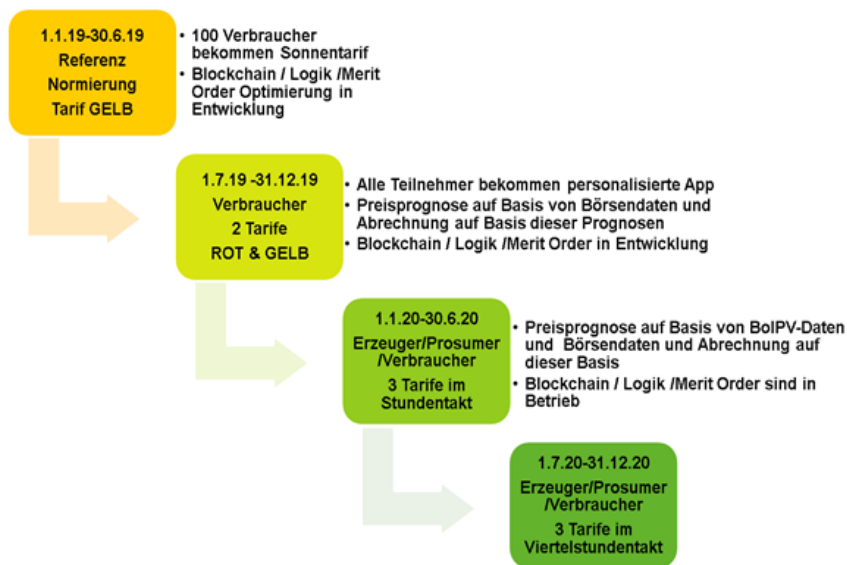 1.1.19-30.6.19
Referenz
Normierung
Tarif GELB
• 100 Verbraucher
bekommen Sonnentarif
• Blockchain / Logik /Merit
Order Optimierung in
Entwicklung
1.7.19 -31.12.19
Verbraucher
2 Tarife
ROT & GELB
• Alle Teilnehmer bekommen personalisierte App
• Preisprognose auf Basis von Börsendaten und
Abrechnung auf Basis dieser Prognosen
• Blockchain / Logik /Merit Order in Entwicklung
1.1.20-30.6.20
Erzeuger/Prosumer
/Verbraucher
3 Tarife im
Stundentakt
• Preisprognose auf Basis von BoIPV-Daten
und Börsendaten und Abrechnung auf
dieser Basis
• Blockchain / Logik /Merit Order sind in
Betrieb
1.7.20-31.12.20
Erzeuger/Prosumer
/Verbraucher
3 Tarife im
Viertelstundentakt